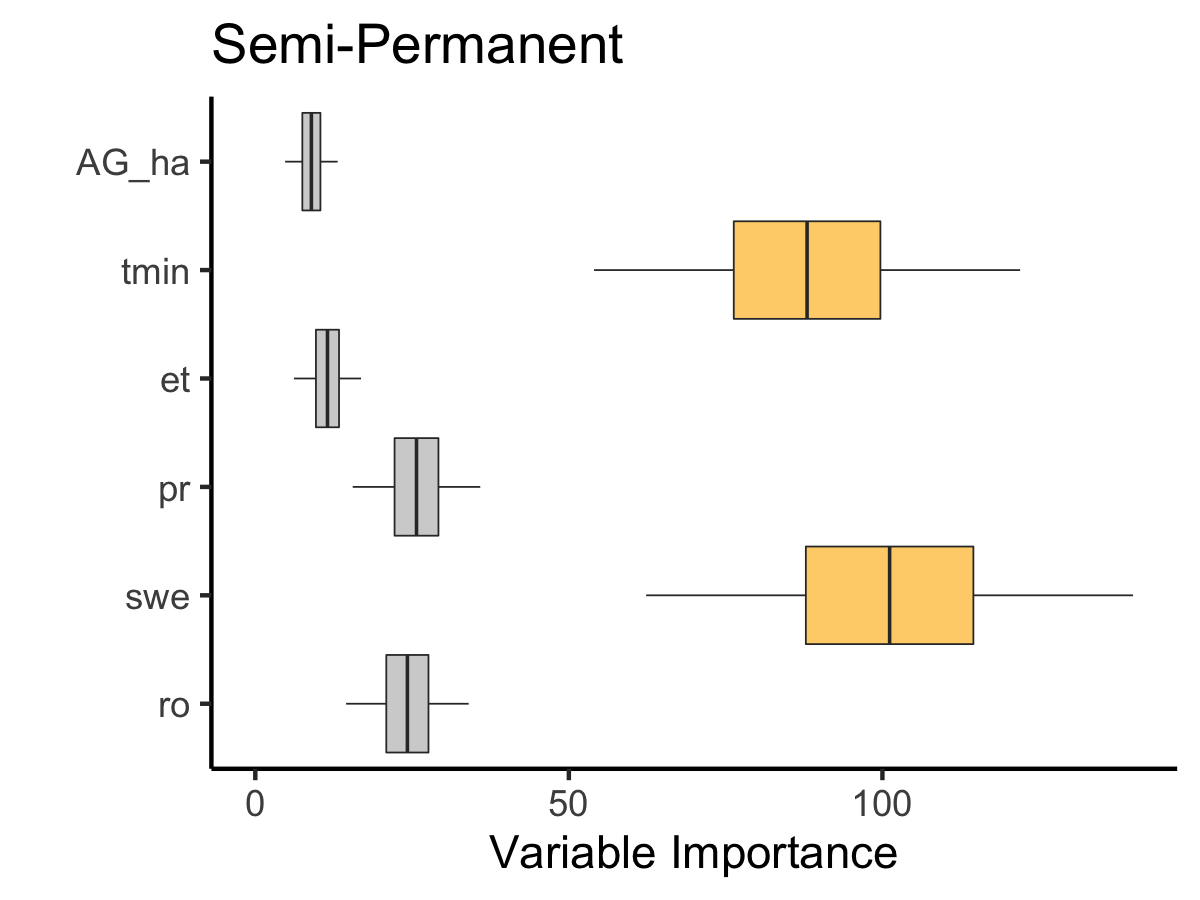 Semi-Permanent
AG_ha
tmin
et
pr
swe
ro
0 50 100
Variable Importance